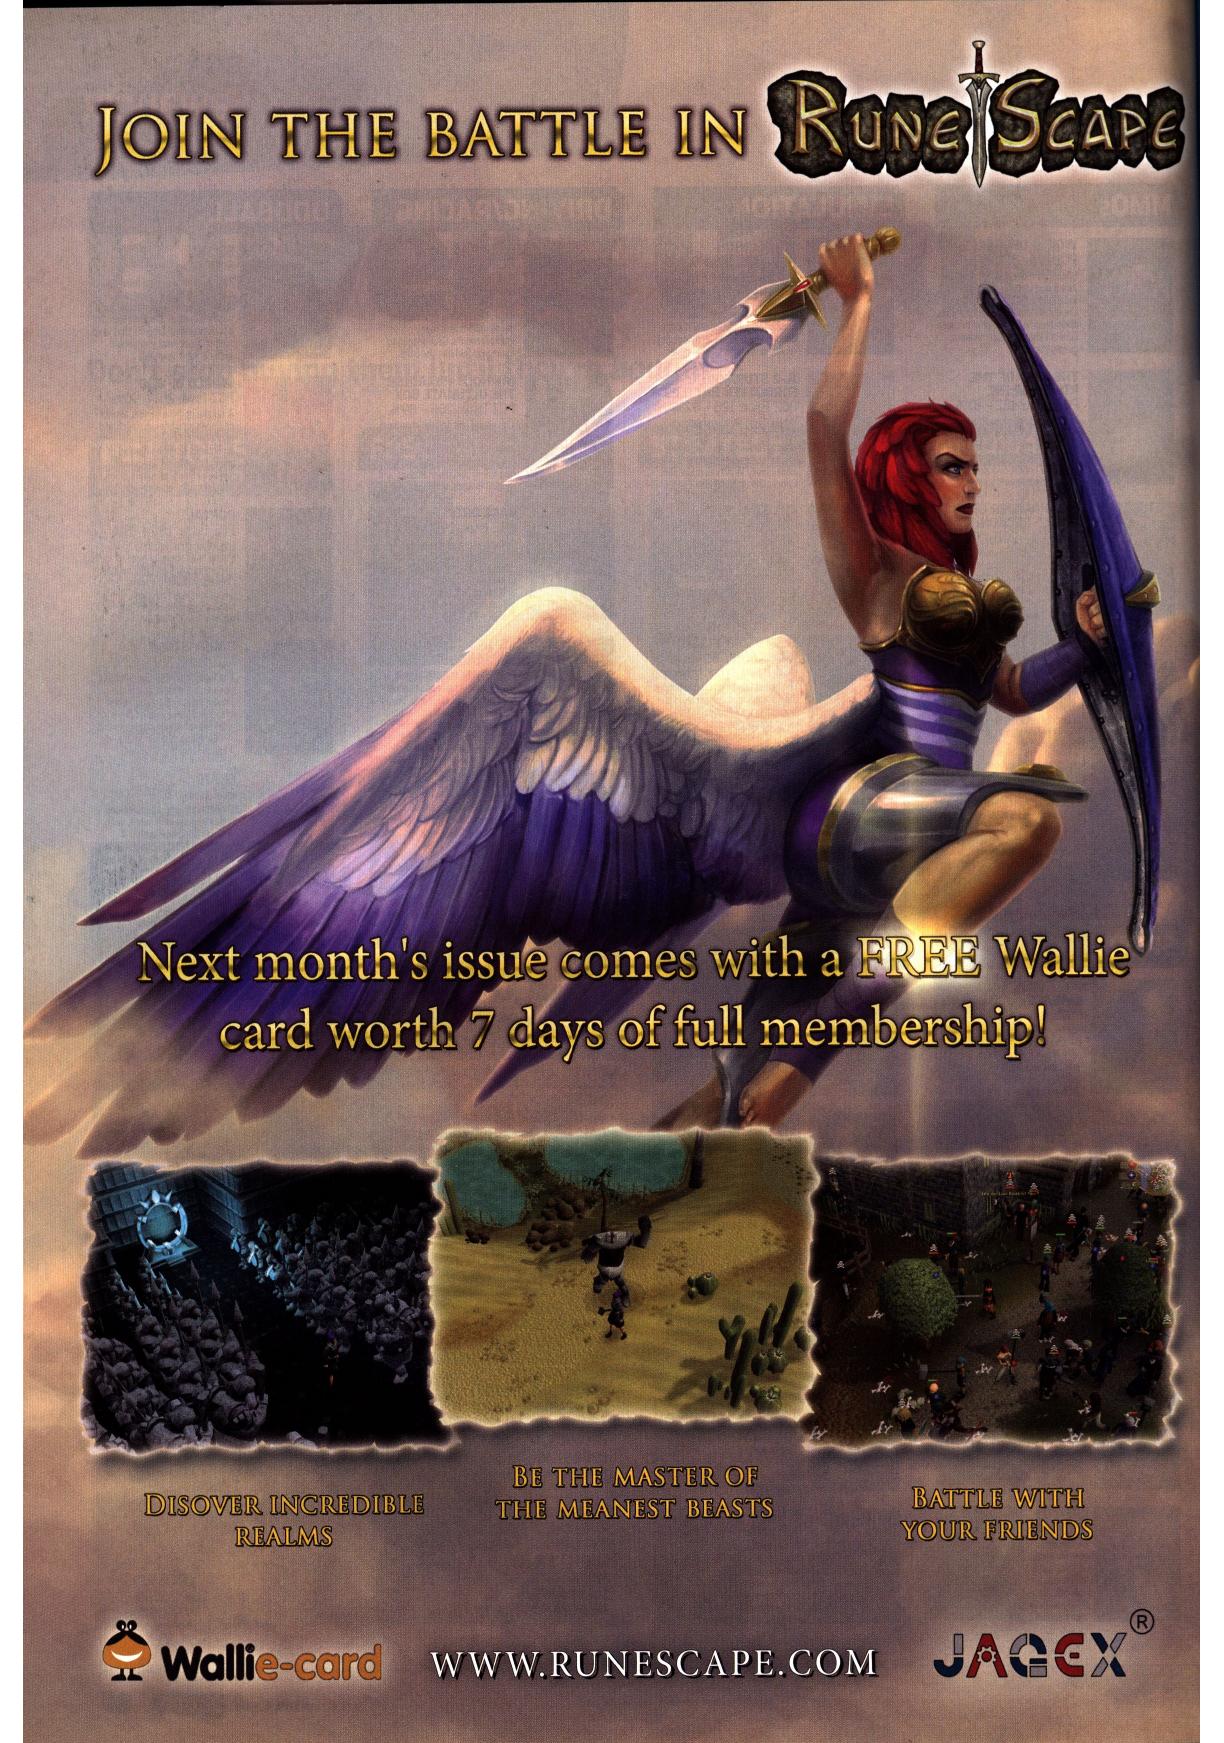 JOIN THE BATTLE IN RUNESCAPE
Next month's issue comes with a FREE Wallie
card worth 7 days of full membership!
DISOVER INCREDIBLE
REALMS
BE THE MASTER OF
THE MEANEST BEASTS
BATTLE WITH
YOUR FRIENDS
Wallie-card
WWW.RUNESCAPE.COM
JAGEX®